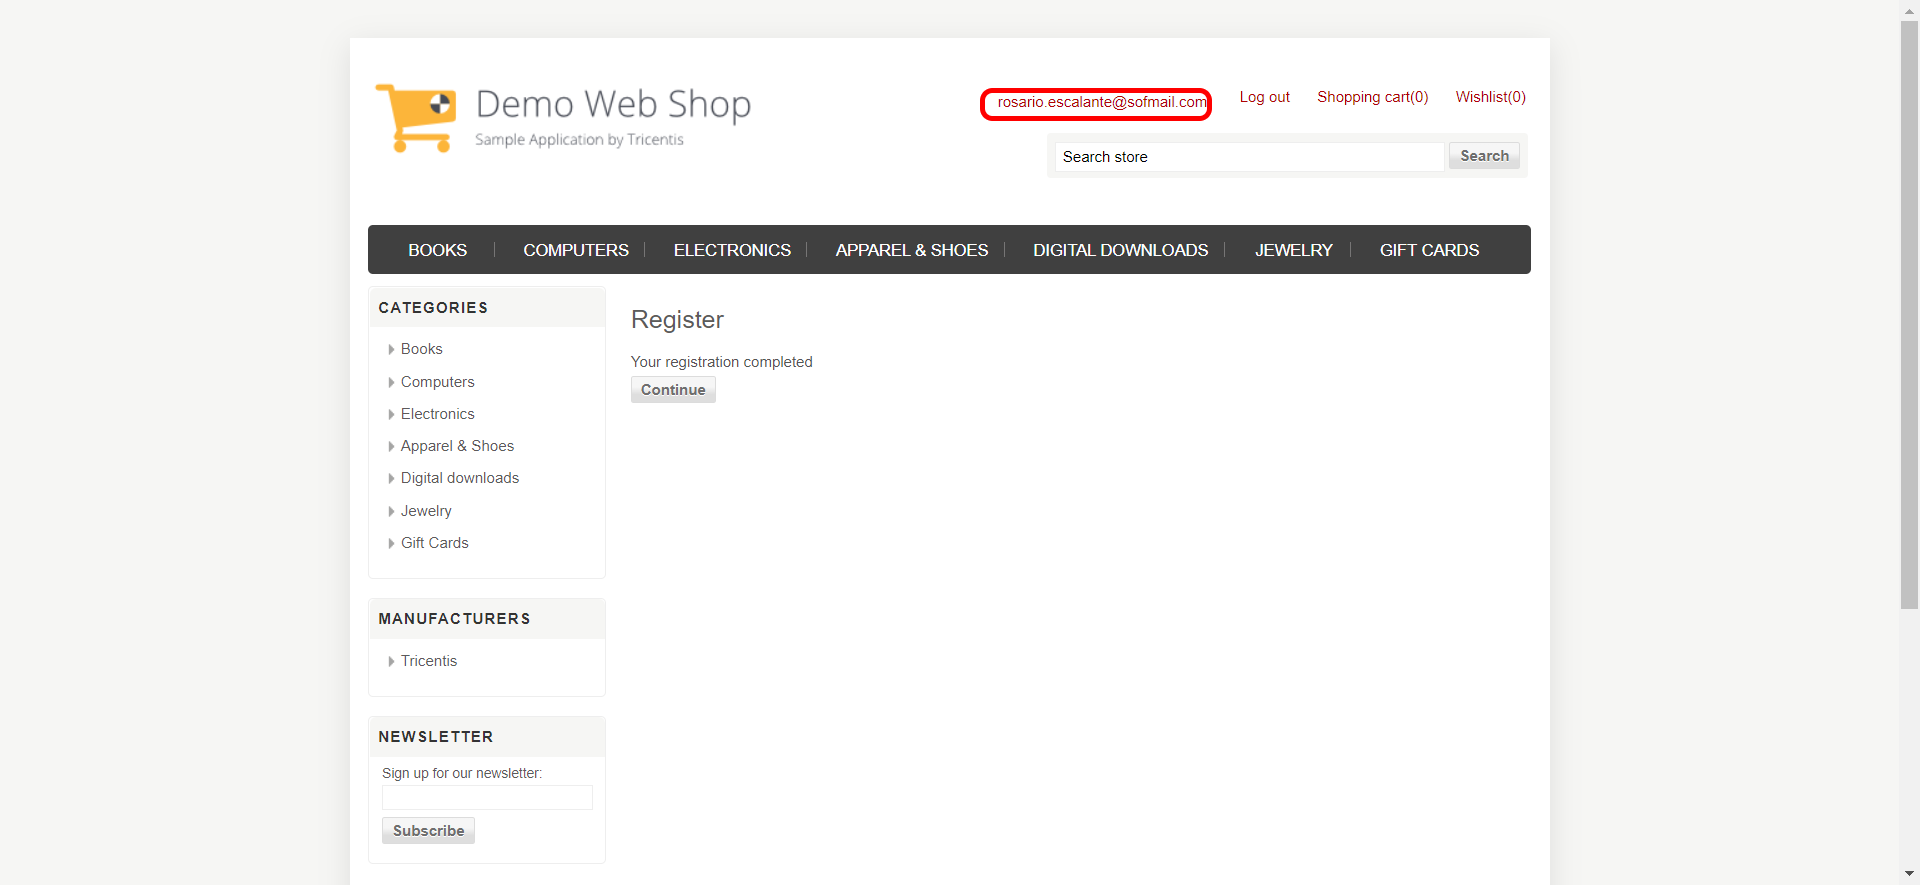 Demo Web Shop
Sample Application by Tricentis
rosario.escalante@sofmail.com Log out Shopping cart(0) Wishlist(0)
Search store Search
BOOKS COMPUTERS ELECTRONICS APPAREL & SHOES DIGITAL DOWNLOADS JEWELRY GIFT CARDS
CATEGORIES
Books
Computers
Electronics
Apparel & Shoes
Digital downloads
Jewelry
Gift Cards
MANUFACTURERS
Tricentis
NEWSLETTER
Sign up for our newsletter:
Subscribe
Register
Your registration completed
Continue